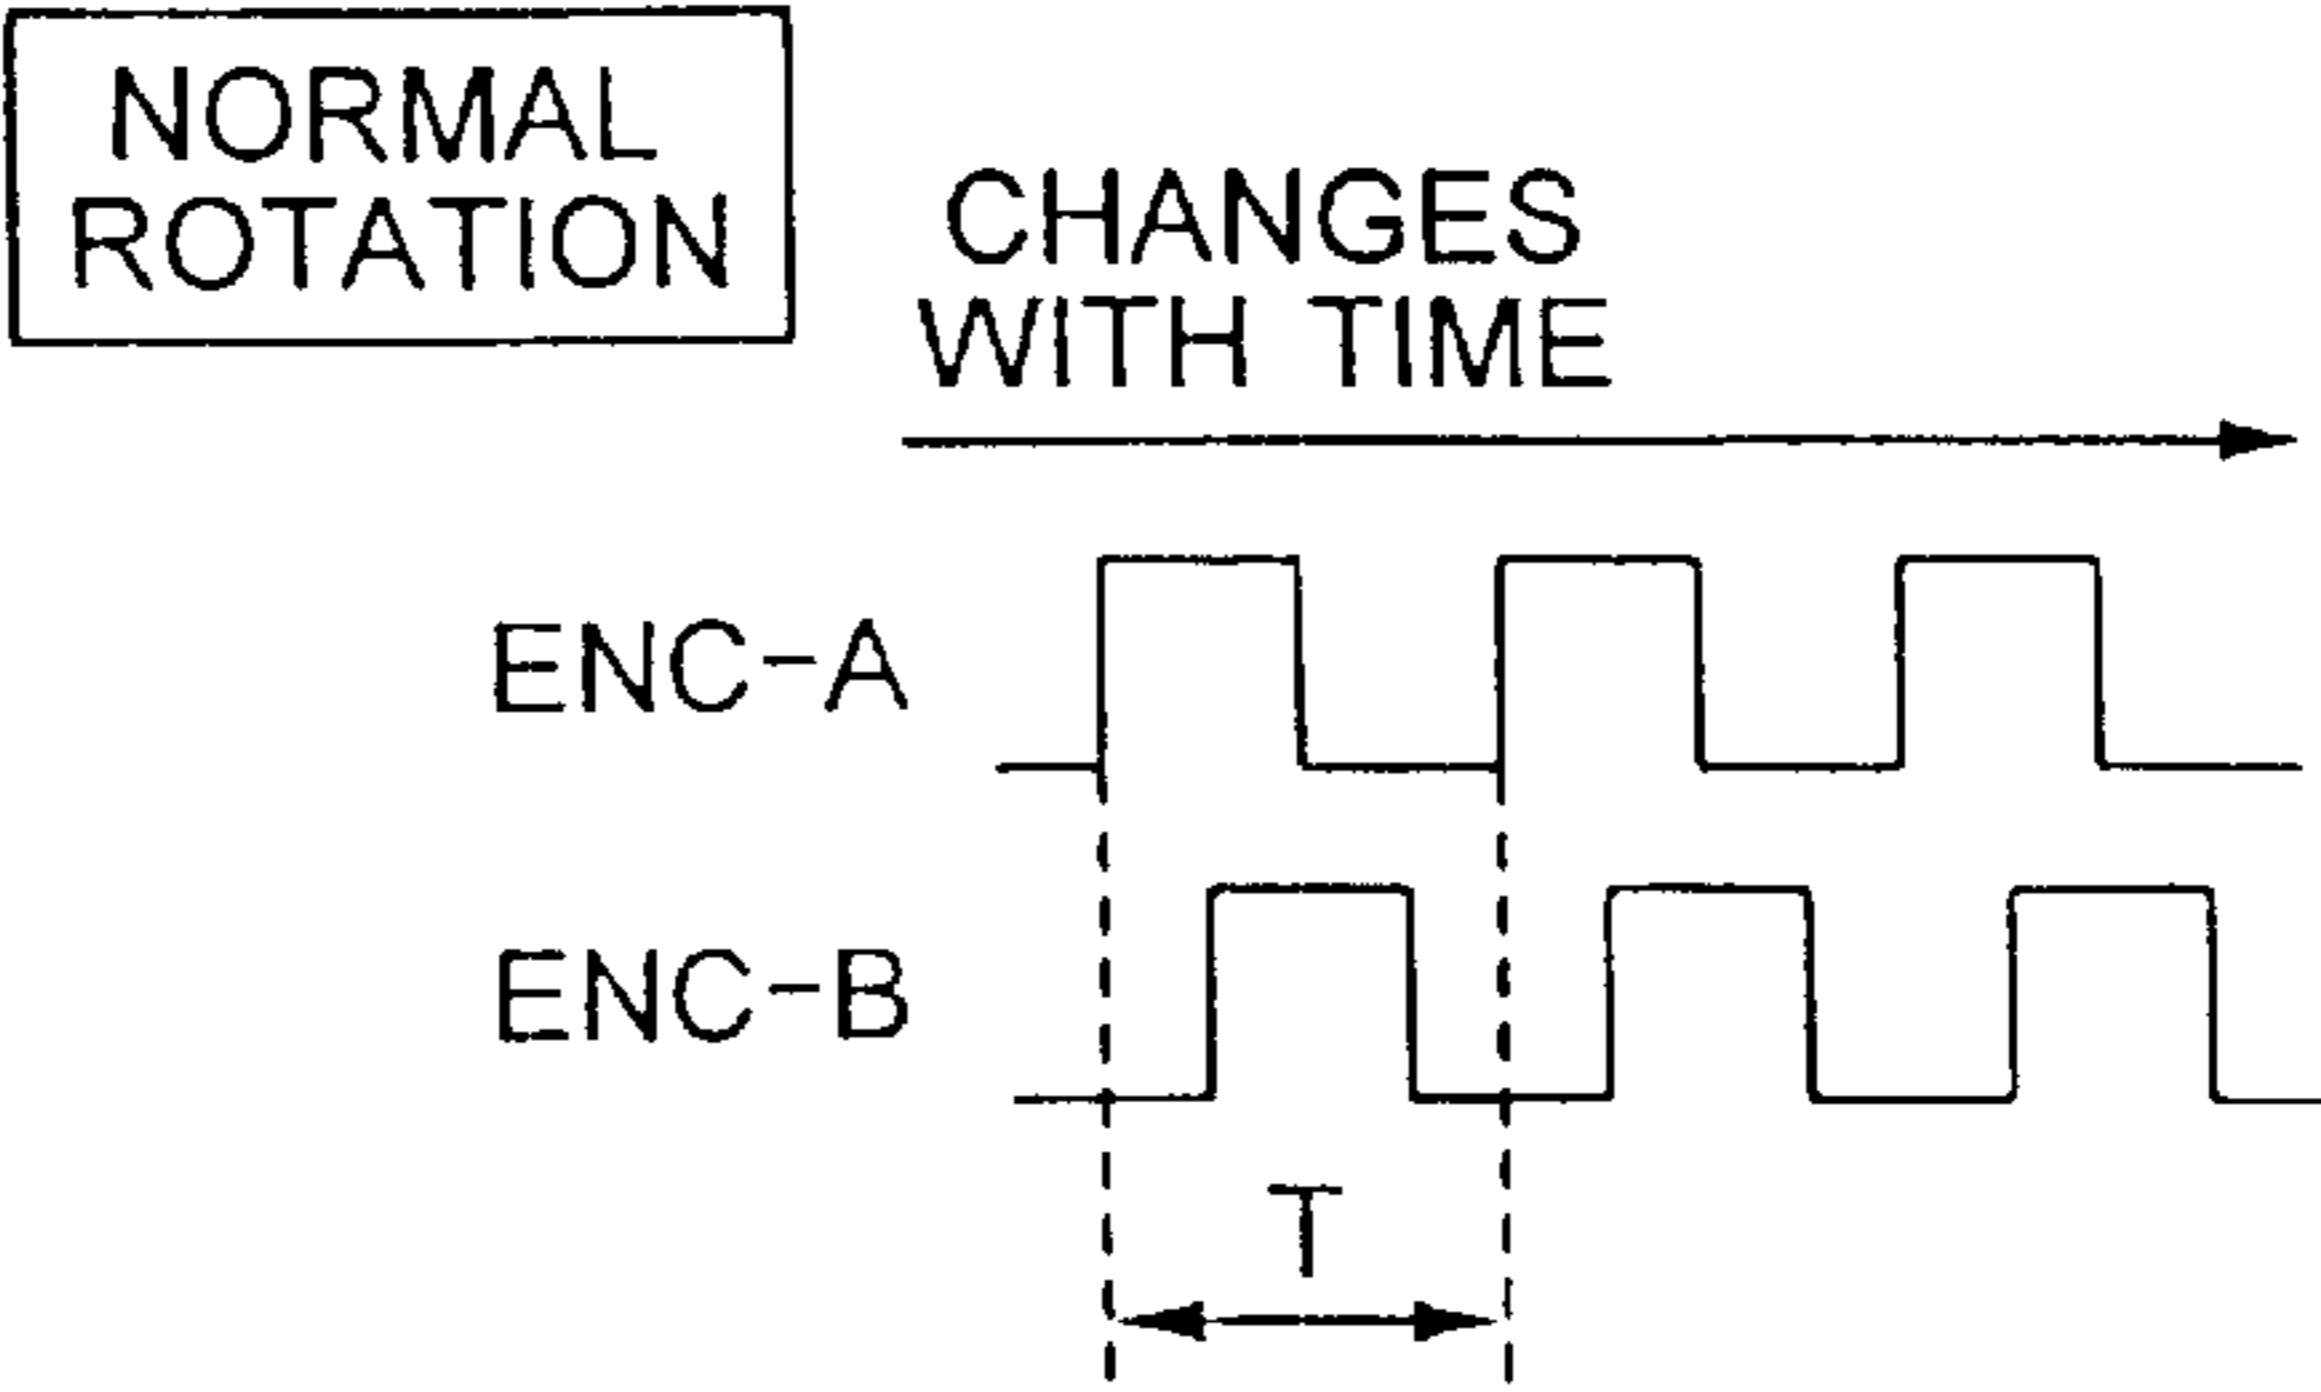 NORMAL
ROTATION
CHANGES
WITH TIME
ENC-A
ENC-B
T